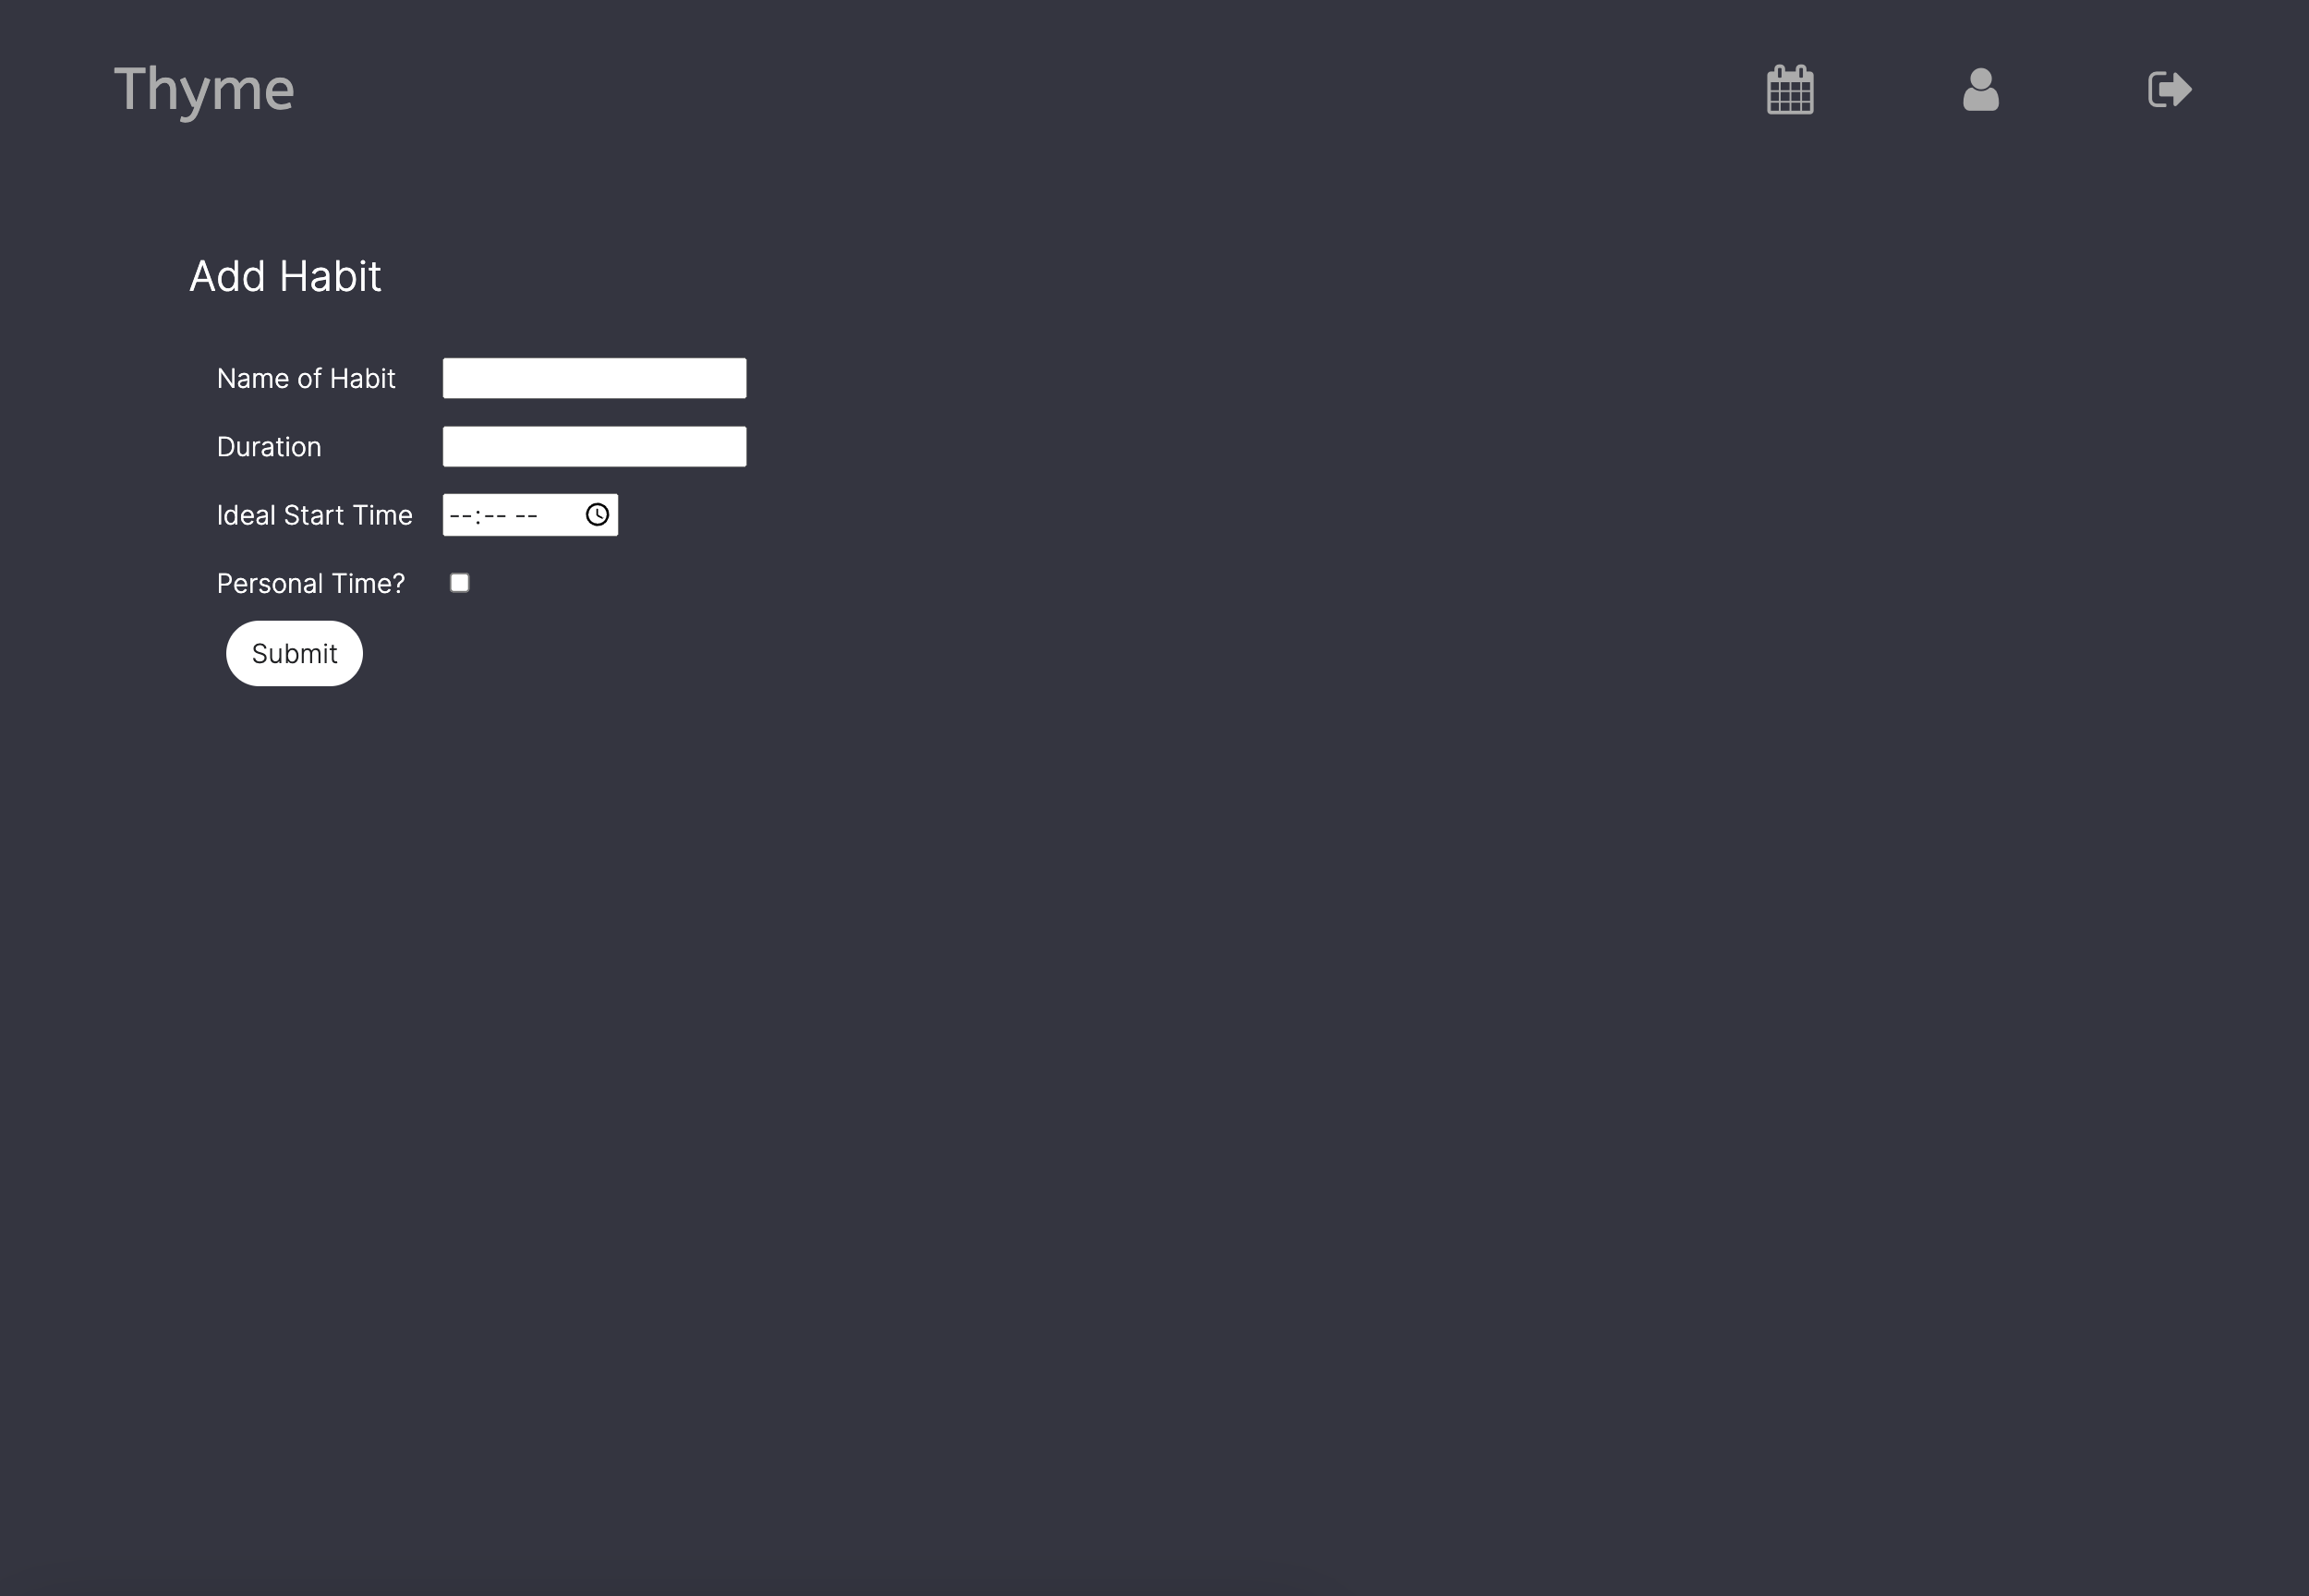 Thyme
Add Habit
Name of Habit
Duration
Ideal Start Time --:-- --
Personal Time?
Submit